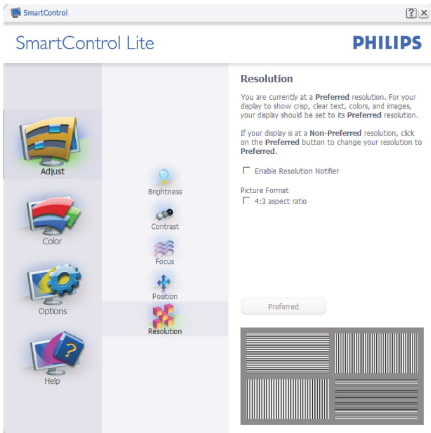 SmartControl
SmartControl Lite
PHILIPS
Adjust
Color
Options
Help
Brightness
Contrast
Focus
Position
Resolution
Resolution
You are currently at a Preferred resolution. For your
display to show crisp, clear text, colors, and images,
your display should be set to its Preferred resolution.
If your display is at a Non-Preferred resolution, click
on the Preferred button to change your resolution to
Preferred.
Enable Resolution Notifier
Picture Format
4:3 aspect ratio
Preferred